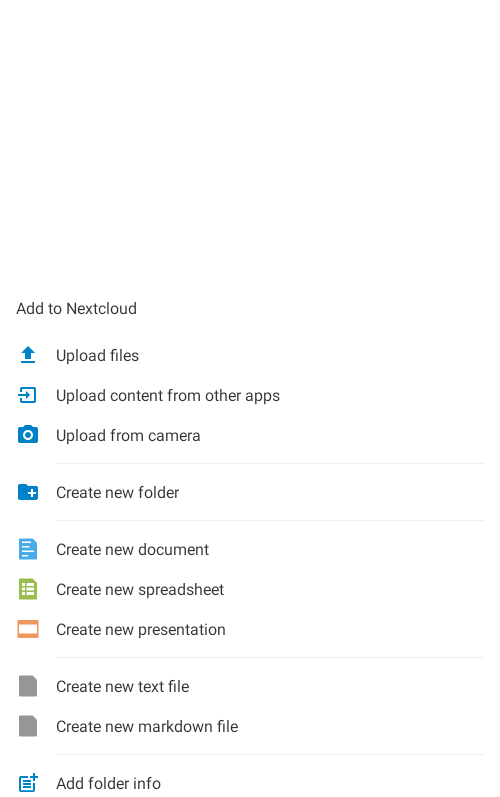 Add to Nextcloud
Upload files
Upload content from other apps
Upload from camera
Create new folder
Create new document
Create new spreadsheet
Create new presentation
Create new text file
Create new markdown file
Add folder info